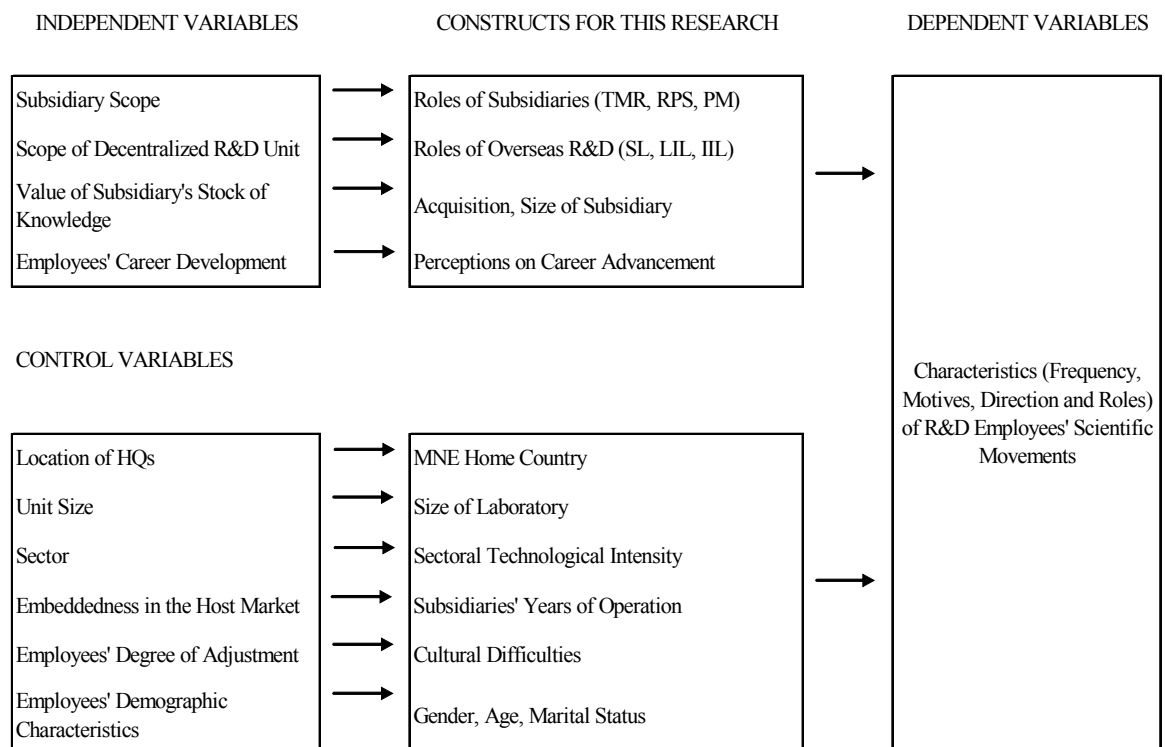 INDEPENDENT VARIABLES
CONSTRUCTS FOR THIS RESEARCH
DEPENDENT VARIABLES
Subsidiary Scope
Roles of Subsidiaries (TMR, RPS, PM)
Scope of Decentralized R&D Unit
Roles of Overseas R&D (SL, LIL, IIL)
Value of Subsidiary's Stock of
Knowledge
Acquisition, Size of Subsidiary
Employees' Career Development
Perceptions on Career Advancement
CONTROL VARIABLES
Location of HQs
MNE Home Country
Unit Size
Size of Laboratory
Sector
Sectoral Technological Intensity
Embeddedness in the Host Market
Subsidiaries' Years of Operation
Employees' Degree of Adjustment
Cultural Difficulties
Employees' Demographic
Characteristics
Gender, Age, Marital Status
Characteristics (Frequency,
Motives, Direction and Roles)
of R&D Employees' Scientific
Movements